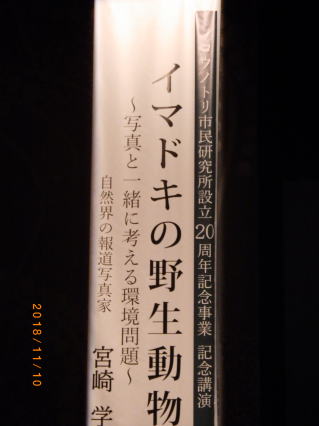 コウノトリ市民研究所設立20周年記念事業 記念講演
イマドキの野生動物
～写真と一緒に考える環境問題～
自然界の報道写真家
宮崎 学
2018/11/10